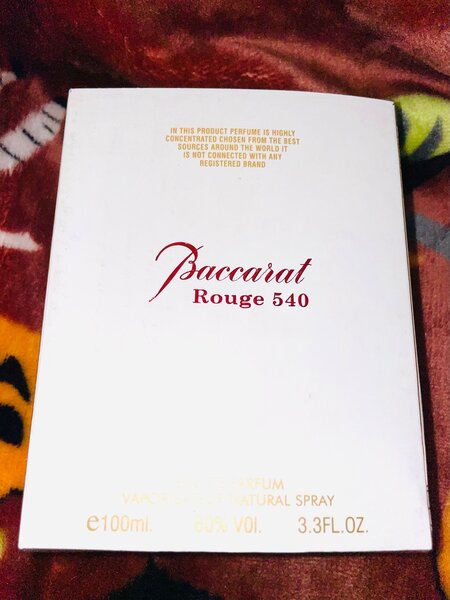 IN THIS PRODUCT PERFUME IS HIGHLY
CONCENTRATED CHOSEN FROM THE BEST
SOURCES AROUND THE WORLD IT
IS NOT CONNECTED WITH ANY
REGISTERED BRAND
Baccarat
Rouge 540
PARFUM
NATURAL SPRAY
e100ml. 80% VOl. 3.3FL.OZ.